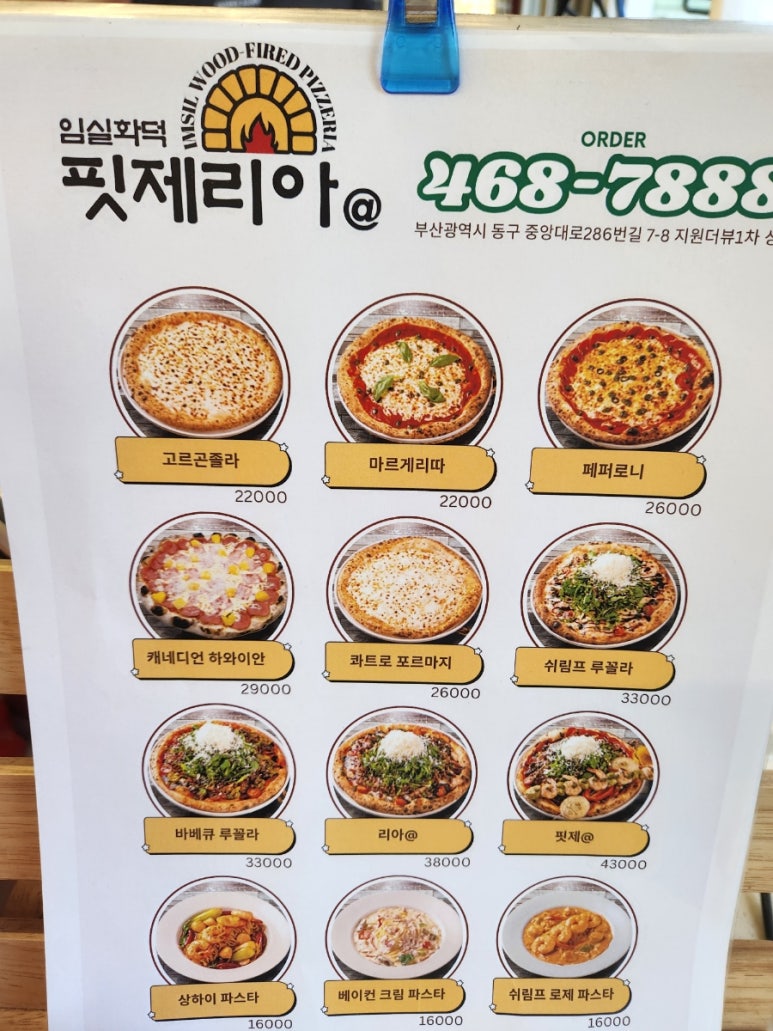 IMSIL WOOD-FIRED PIZZERIA
임실화덕
핏제리아@
ORDER
468-7888
부산광역시 동구 중앙대로286번길 7-8 지원더뷰1차
고르곤졸라
마르게리따
페퍼로니
22000
22000
26000
캐네디언 하와이안
콰트로 포르마지
쉬림프 루꼴라
29000
26000
33000
바베큐 루꼴라
리아@
핏제@
33000
38000
43000
상하이 파스타
베이컨 크림 파스타
쉬림프 로제 파스타
16000
16000
16000